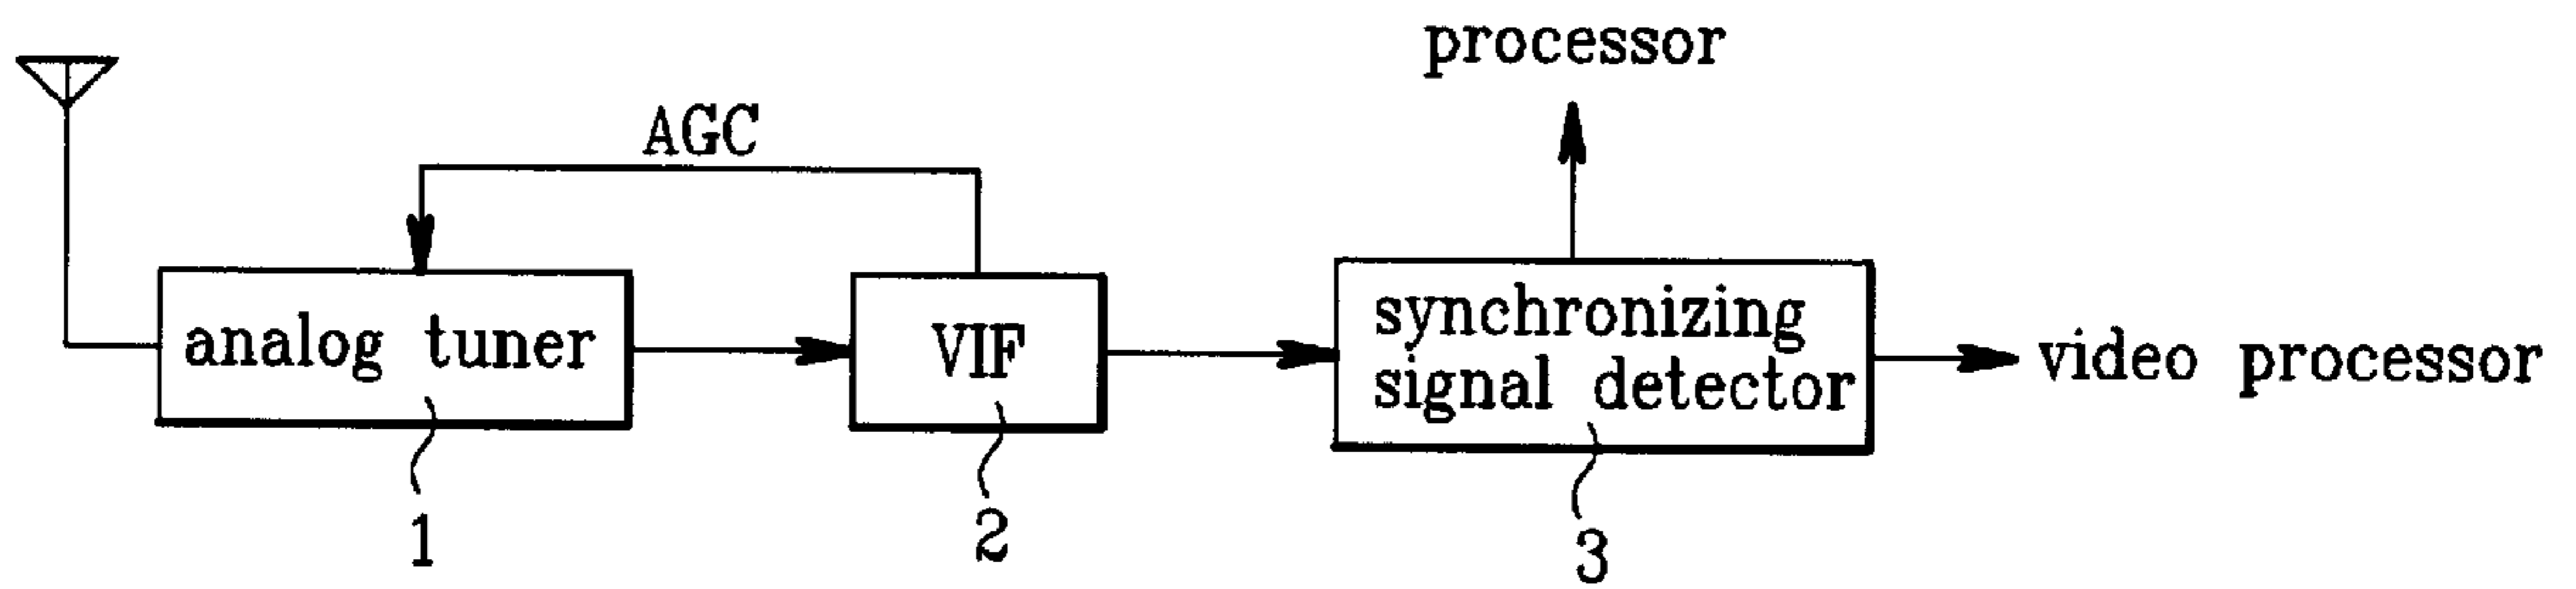 processor
AGC
analog tuner
VIF
synchronizing
signal detector
video processor
1
2
3